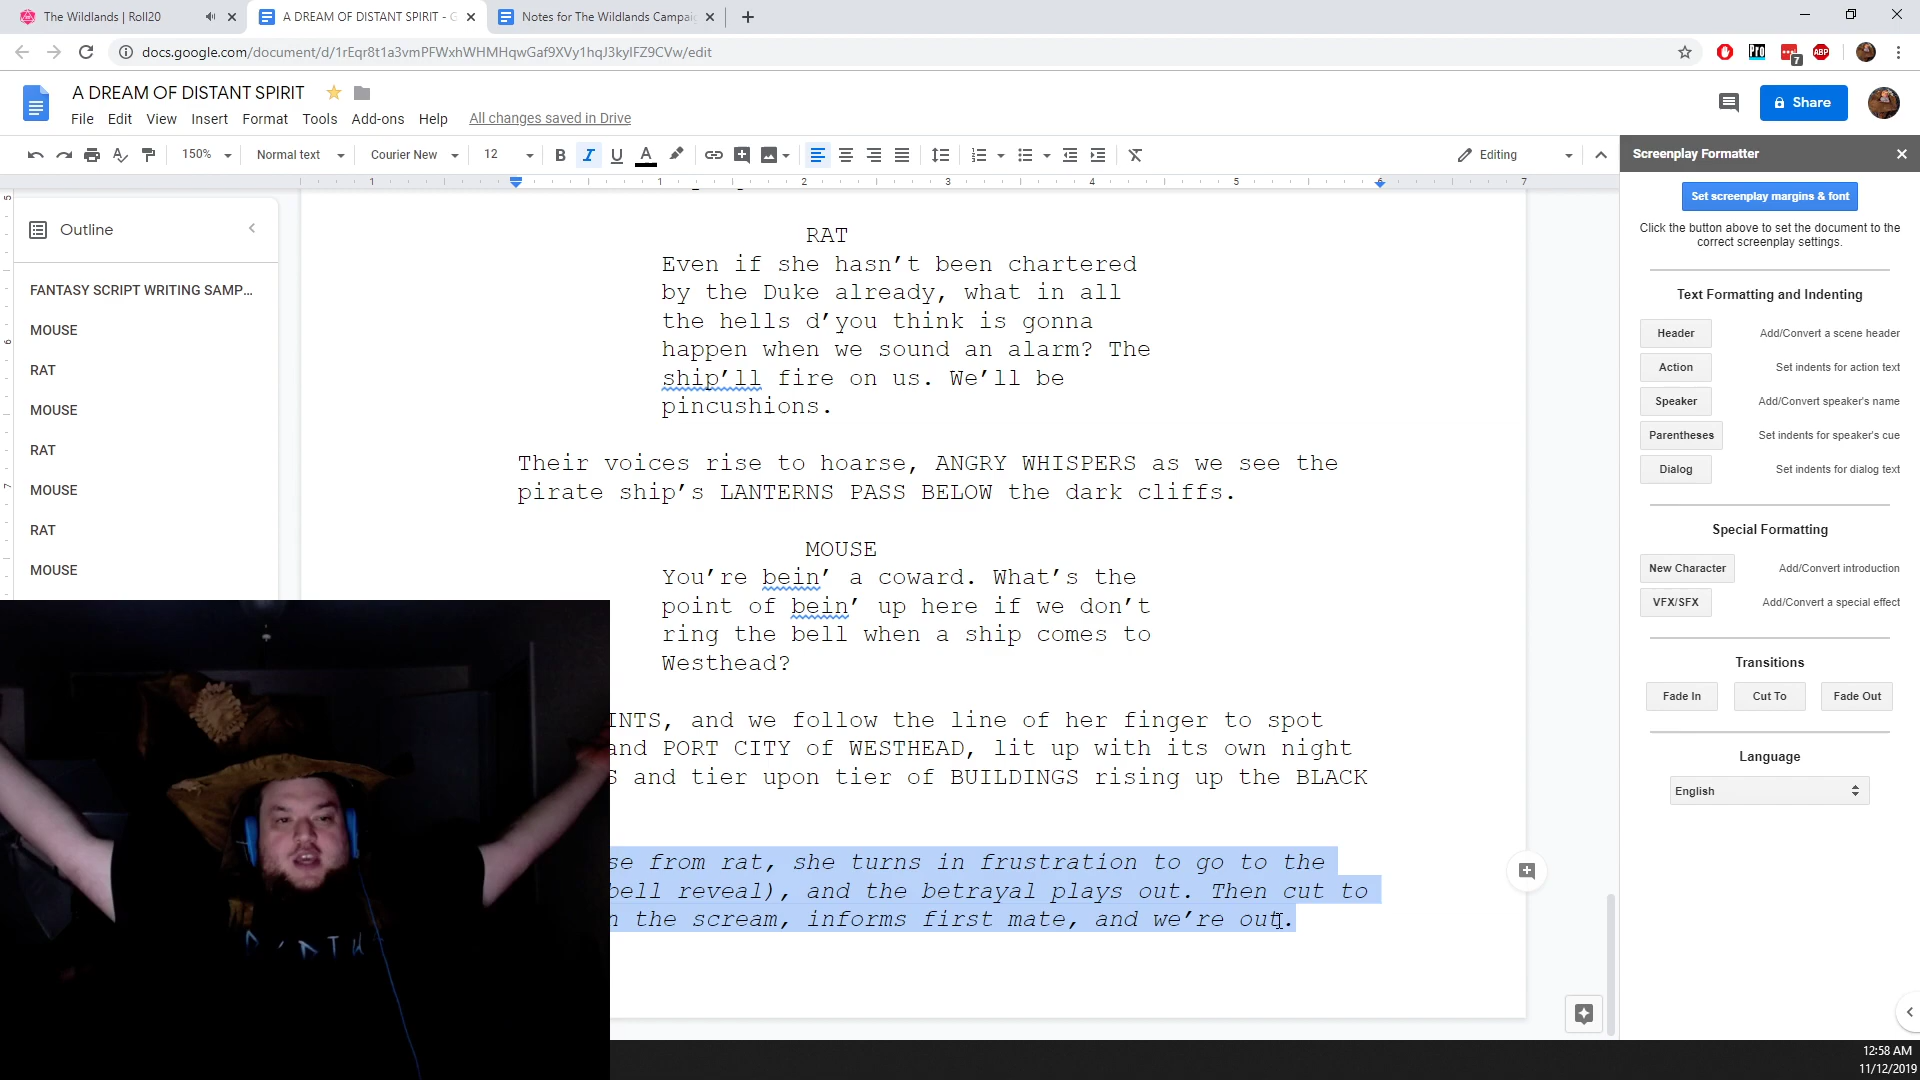 The Wildlands | Roll20
A DREAM OF DISTANT SPIRIT - G
Notes for The Wildlands Campai
docs.google.com/document/d/1rEqr8t1a3vmPFWxhWHMHqwGaf9XVy1hqJ3kyIFZ9CVw/edit
7
A DREAM OF DISTANT SPIRIT
Share
File Edit View Insert Format Tools Add-ons Help All changes saved in Drive
150% Normal text Courier New 12 B I U A Editing
1 1 2 3 4 5 6 7
Outline
FANTASY SCRIPT WRITING SAMP...
MOUSE
RAT
MOUSE
RAT
MOUSE
RAT
MOUSE
RAT
Even if she hasn’t been chartered
by the Duke already, what in all
the hells d’you think is gonna
happen when we sound an alarm? The
ship’ll fire on us. We’ll be
pincushions.
Their voices rise to hoarse, ANGRY WHISPERS as we see the
pirate ship’s LANTERNS PASS BELOW the dark cliffs.
MOUSE
You’re bein’ a coward. What’s the
point of bein’ up here if we don’t
ring the bell when a ship comes to
Westhead?
INTS, and we follow the line of her finger to spot
and PORT CITY of WESTHEAD, lit up with its own night
S and tier upon tier of BUILDINGS rising up the BLACK
se from rat, she turns in frustration to go to the
bell reveal), and the betrayal plays out. Then cut to
n the scream, informs first mate, and we’re out.
Screenplay Formatter
Set screenplay margins & font
Click the button above to set the document to the
correct screenplay settings.
Text Formatting and Indenting
Header Add/Convert a scene header
Action Set indents for action text
Speaker Add/Convert speaker's name
Parentheses Set indents for speaker's cue
Dialog Set indents for dialog text
Special Formatting
New Character Add/Convert introduction
VFX/SFX Add/Convert a special effect
Transitions
Fade In Cut To Fade Out
Language
English
12:58 AM
11/12/2019